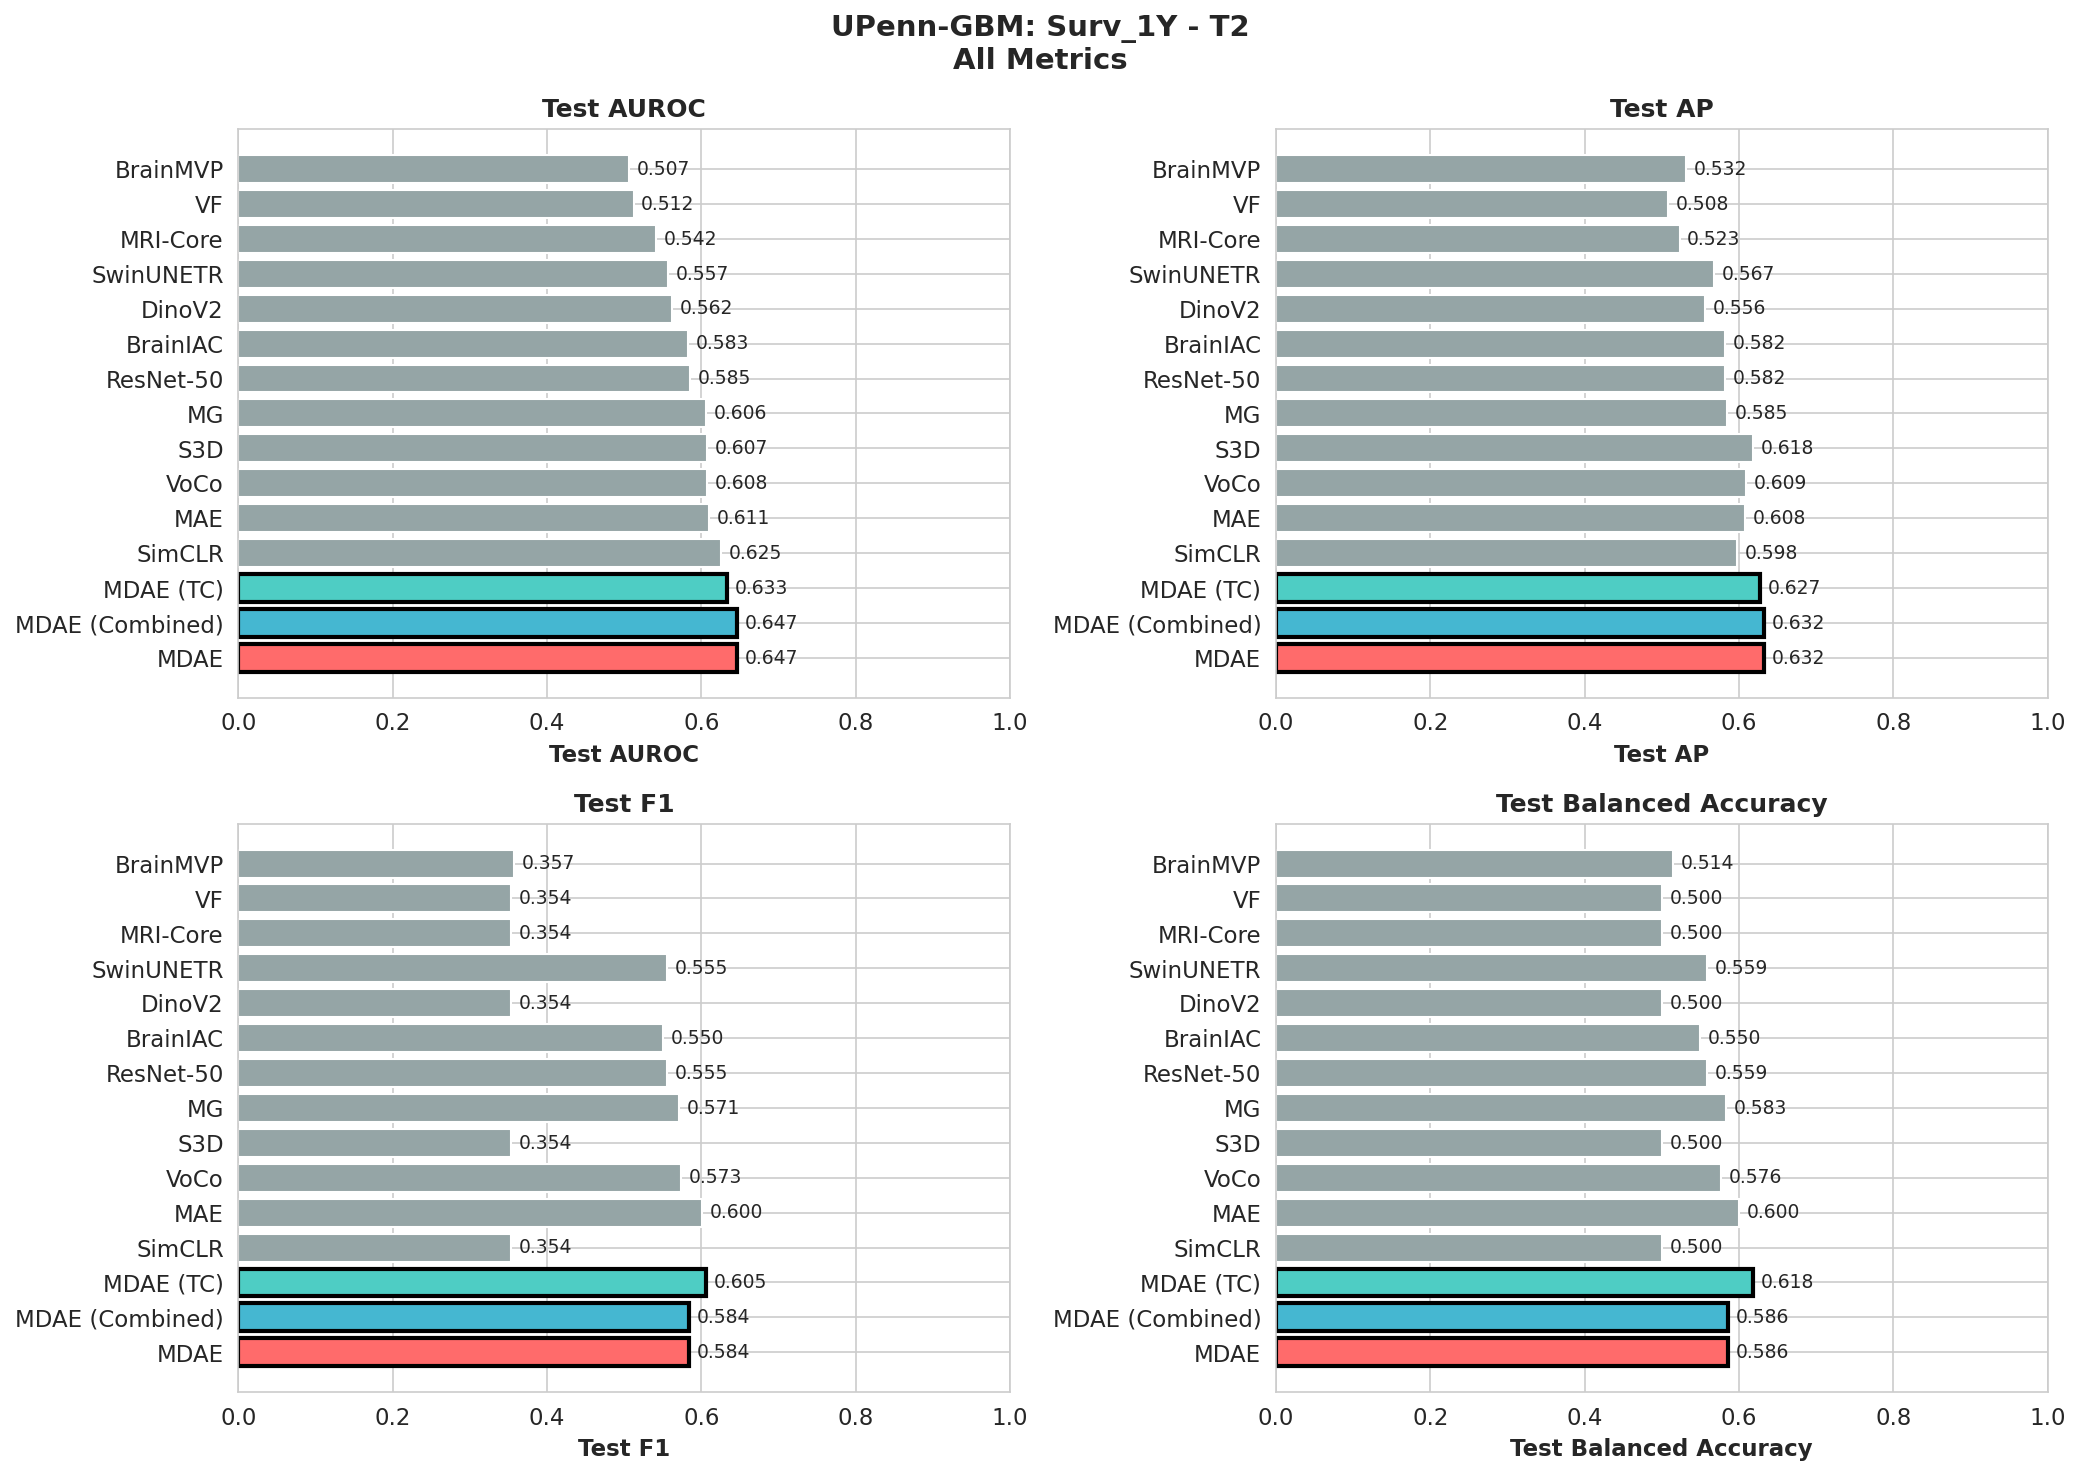 UPenn-GBM: Surv_1Y - T2
All Metrics
Test AUROC
BrainMVP 0.507
VF 0.512
MRI-Core 0.542
SwinUNETR 0.557
DinoV2 0.562
BrainIAC 0.583
ResNet-50 0.585
MG 0.606
S3D 0.607
VoCo 0.608
MAE 0.611
SimCLR 0.625
MDAE (TC) 0.633
MDAE (Combined) 0.647
MDAE 0.647
0.0 0.2 0.4 0.6 0.8 1.0
Test AUROC
Test AP
BrainMVP 0.532
VF 0.508
MRI-Core 0.523
SwinUNETR 0.567
DinoV2 0.556
BrainIAC 0.582
ResNet-50 0.582
MG 0.585
S3D 0.618
VoCo 0.609
MAE 0.608
SimCLR 0.598
MDAE (TC) 0.627
MDAE (Combined) 0.632
MDAE 0.632
0.0 0.2 0.4 0.6 0.8 1.0
Test AP
Test F1
BrainMVP 0.357
VF 0.354
MRI-Core 0.354
SwinUNETR 0.555
DinoV2 0.354
BrainIAC 0.550
ResNet-50 0.555
MG 0.571
S3D 0.354
VoCo 0.573
MAE 0.600
SimCLR 0.354
MDAE (TC) 0.605
MDAE (Combined) 0.584
MDAE 0.584
0.0 0.2 0.4 0.6 0.8 1.0
Test F1
Test Balanced Accuracy
BrainMVP 0.514
VF 0.500
MRI-Core 0.500
SwinUNETR 0.559
DinoV2 0.500
BrainIAC 0.550
ResNet-50 0.559
MG 0.583
S3D 0.500
VoCo 0.576
MAE 0.600
SimCLR 0.500
MDAE (TC) 0.618
MDAE (Combined) 0.586
MDAE 0.586
0.0 0.2 0.4 0.6 0.8 1.0
Test Balanced Accuracy